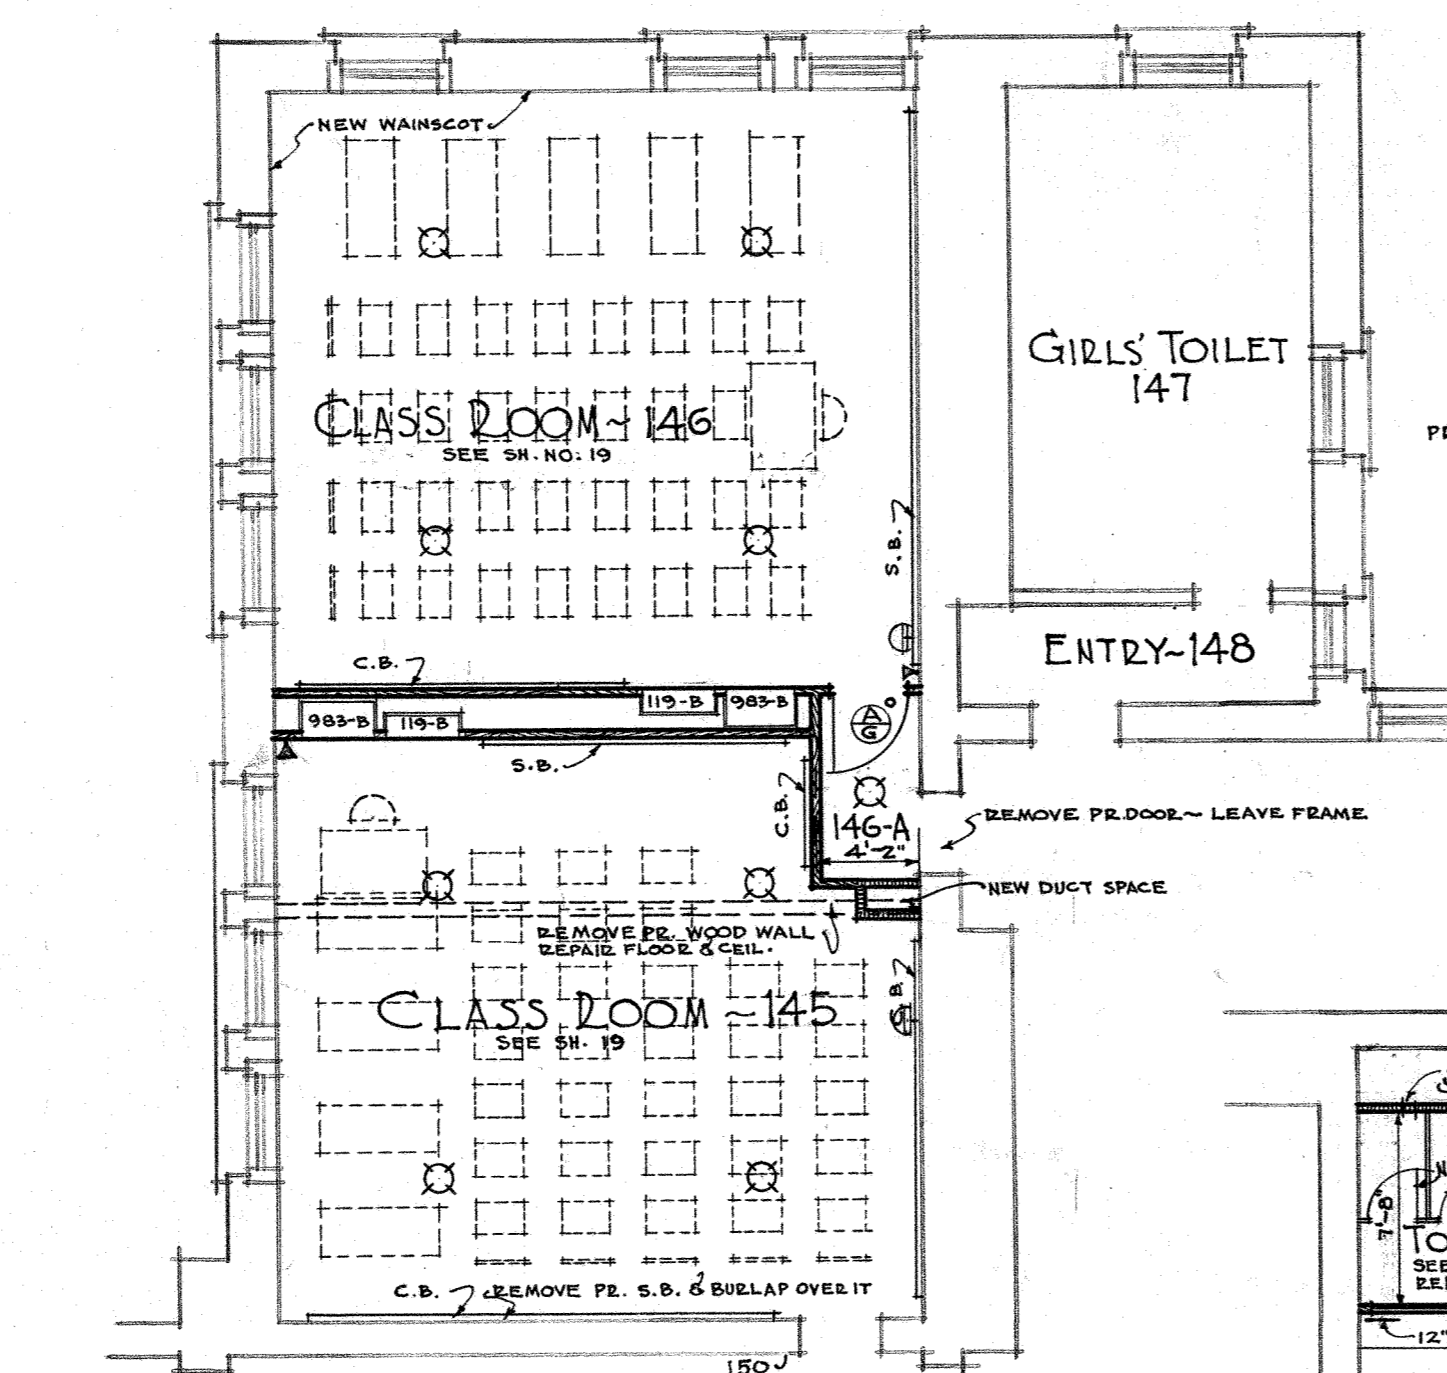 NEW WAINSCOT
GIRLS' TOILET
147
CLASS ROOM~146
SEE SH. NO. 19
S.B.
ENTRY~148
C.B.
983-B
119-B
119-B
983-B
A
G
S.B.
C.B.
146-A
4'-2"
REMOVE PR. DOOR~ LEAVE FRAME
NEW DUCT SPACE
REMOVE PR. WOOD WALL
REPAIR FLOOR & CEIL.
CLASS ROOM~145
SEE SH. 19
7'-8"
C.B.
REMOVE PR. S.B. & BURLAP OVER IT
12"
150